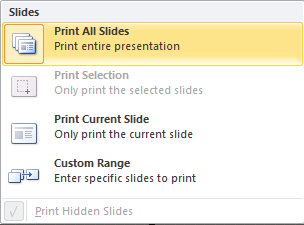 Slides
Print All Slides
Print entire presentation
Print Selection
Only print the selected slides
Print Current Slide
Only print the current slide
Custom Range
Enter specific slides to print
Print Hidden Slides